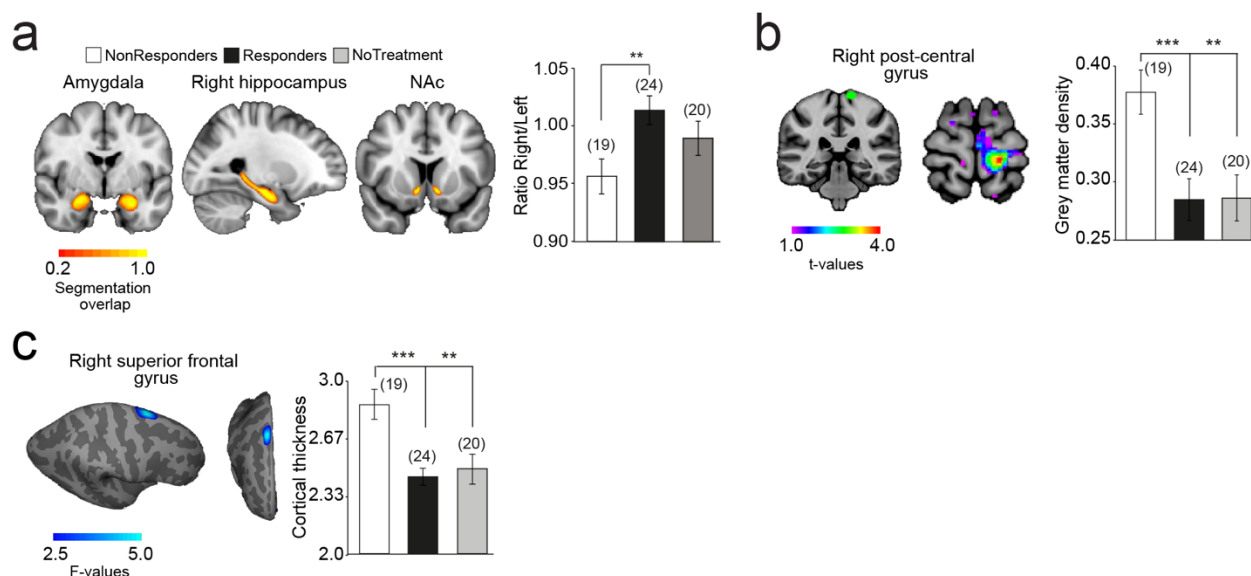 a
NonResponders Responders NoTreatment
Amygdala Right hippocampus NAc
0.2 1.0
Segmentation
overlap
Ratio Right/Left
1.05
1.00
0.95
0.90
**
(19)
(24)
(20)
b
Right post-central
gyrus
1.0 4.0
t-values
Grey matter density
0.40
0.35
0.30
0.25
*** **
(19)
(24)
(20)
c
Right superior frontal
gyrus
2.5 5.0
F-values
Cortical thickness
3.0
2.67
2.33
2.0
*** **
(19)
(24)
(20)